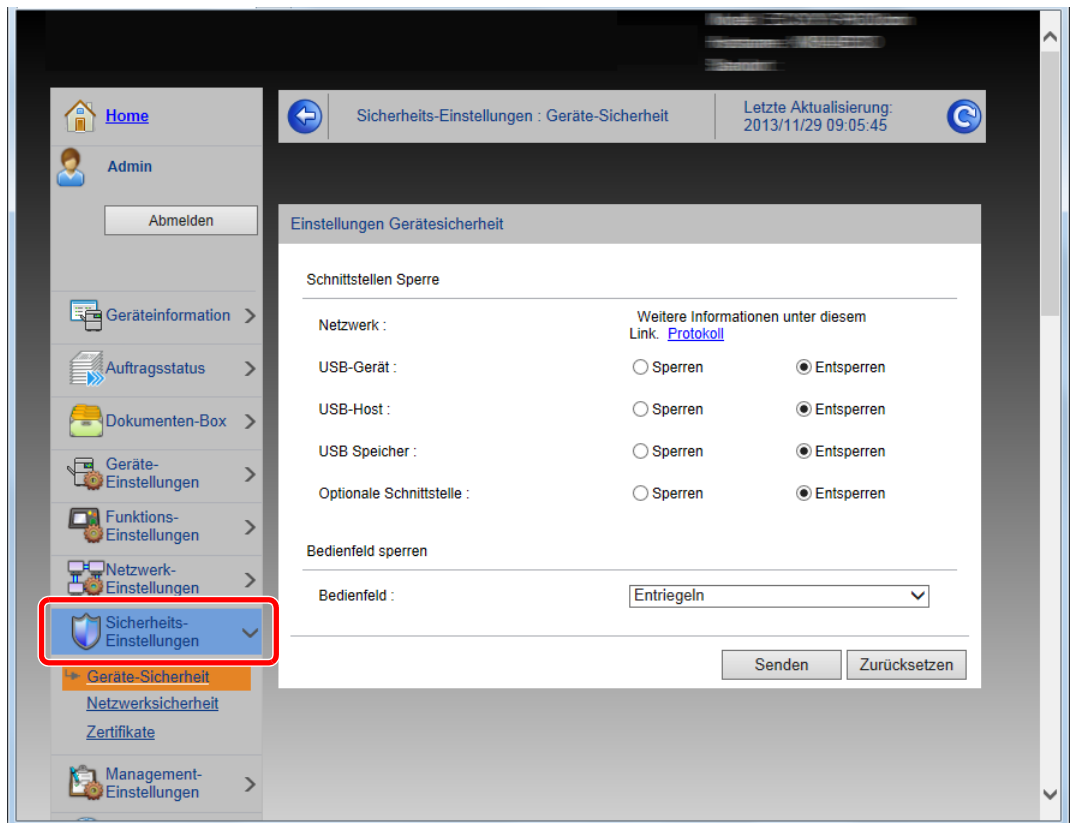 Home
Admin
Abmelden
Geräteinformation
Auftragsstatus
Dokumenten-Box
Geräte-
Einstellungen
Funktions-
Einstellungen
Netzwerk-
Einstellungen
Sicherheits-
Einstellungen
Geräte-Sicherheit
Netzwerksicherheit
Zertifikate
Management-
Einstellungen
Sicherheits-Einstellungen : Geräte-Sicherheit
Letzte Aktualisierung:
2013/11/29 09:05:45
Einstellungen Gerätesicherheit
Schnittstellen Sperre
Netzwerk :
Weitere Informationen unter diesem
Link. Protokoll
USB-Gerät : Sperren Entsperren
USB-Host : Sperren Entsperren
USB Speicher : Sperren Entsperren
Optionale Schnittstelle : Sperren Entsperren
Bedienfeld sperren
Bedienfeld : Entriegeln
Senden Zurücksetzen